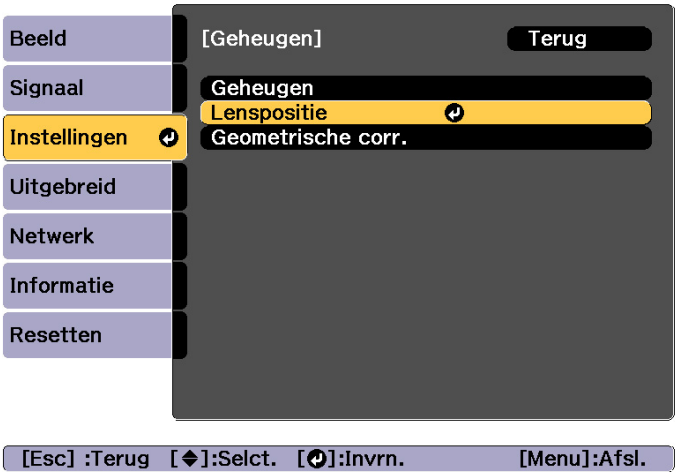 Beeld
Signaal
Instellingen
Uitgebreid
Netwerk
Informatie
Resetten
[Geheugen]
Terug
Geheugen
Lenspositie
Geometrische corr.
[Esc] :Terug [◆]:Selct. [⏎]:Invrn. [Menu]:Afsl.